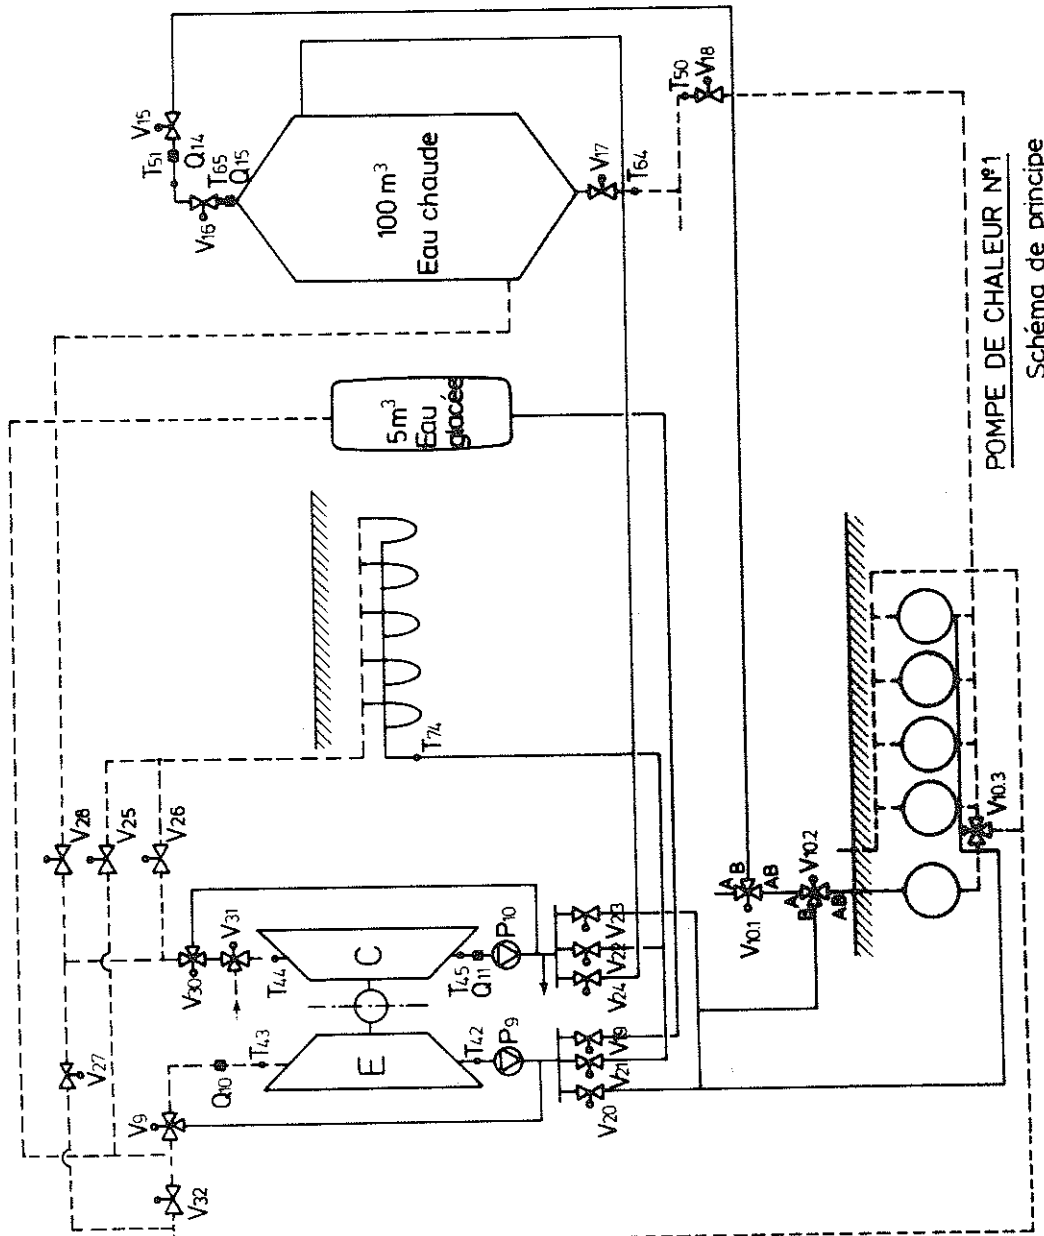 V15
T51
Q14
V16
T65
Q15
100 m³
Eau chaude
V17
T64
T50
V18
5m³
Eau
glacée
V28
V25
V26
T74
V30
V31
T44
C
T45
Q11
P10
V24
V22
V23
V27
V9
V32
Q10
T43
E
T42
P9
V20
V21
V19
A
B
V10.1
AB
A
B
V10.2
AB
V10.3
POMPE DE CHALEUR Nº1
Schéma de principe